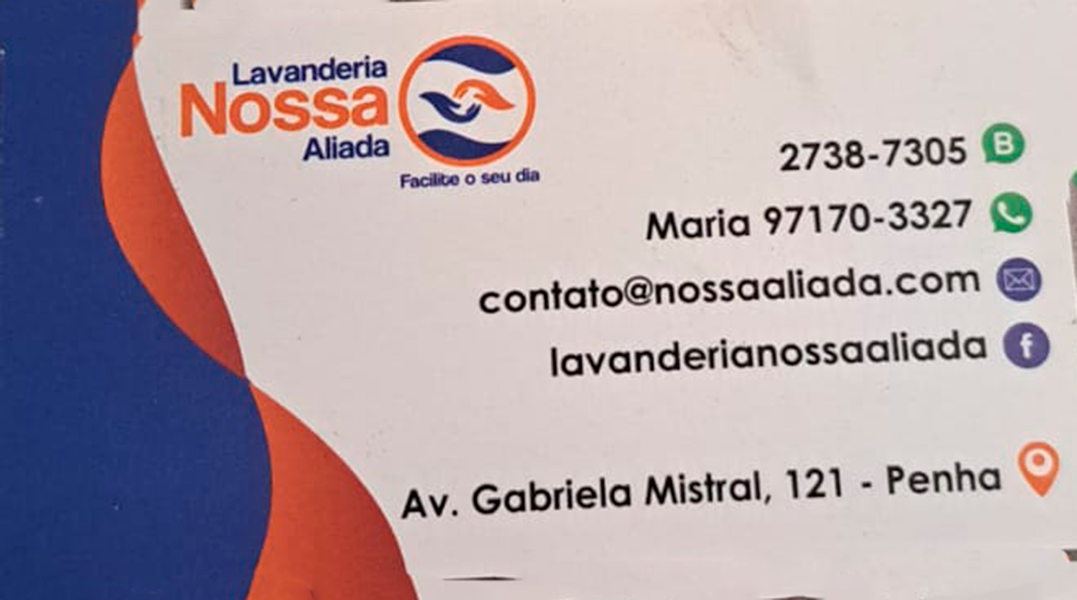 Lavanderia
Nossa
Aliada
Facilite o seu dia
2738-7305
Maria 97170-3327
contato@nossaaliada.com
lavanderianossaaliada
Av. Gabriela Mistral, 121 - Penha